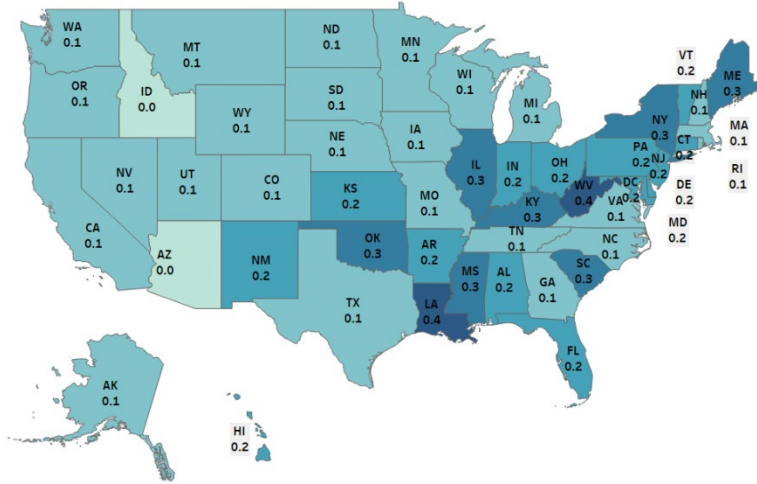 WA
0.1
MT
0.1
ND
0.1
MN
0.1
VT
0.2
ME
0.3
OR
0.1
ID
0.0
SD
0.1
WI
0.1
MI
0.1
NH
0.1
WY
0.1
NY
0.3
MA
0.1
NE
0.1
IA
0.1
PA
0.2
CT
0.2
RI
0.1
NV
0.1
UT
0.1
CO
0.1
KS
0.2
MO
0.1
IL
0.3
IN
0.2
OH
0.2
NJ
0.2
WV
0.4
DC
0.2
DE
0.2
KY
0.3
VA
0.1
MD
0.2
CA
0.1
AZ
0.0
NM
0.2
OK
0.3
AR
0.2
TN
0.1
NC
0.1
MS
0.3
AL
0.2
GA
0.1
SC
0.3
TX
0.1
LA
0.4
FL
0.2
AK
0.1
HI
0.2